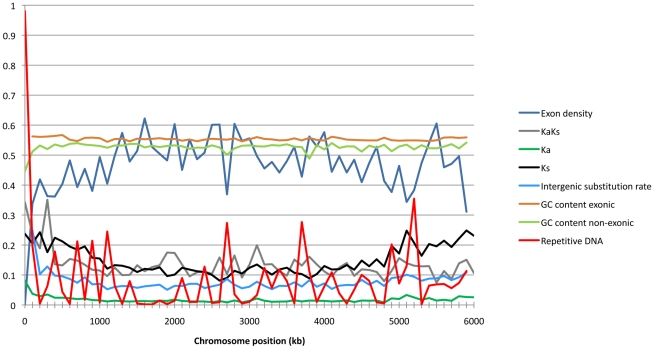 1
0.9
0.8
0.7
0.6
0.5
0.4
0.3
0.2
0.1
0
0 1000 2000 3000 4000 5000 6000
Chromosome position (kb)
Exon density
KaKs
Ka
Ks
Intergenic substitution rate
GC content exonic
GC content non-exonic
Repetitive DNA